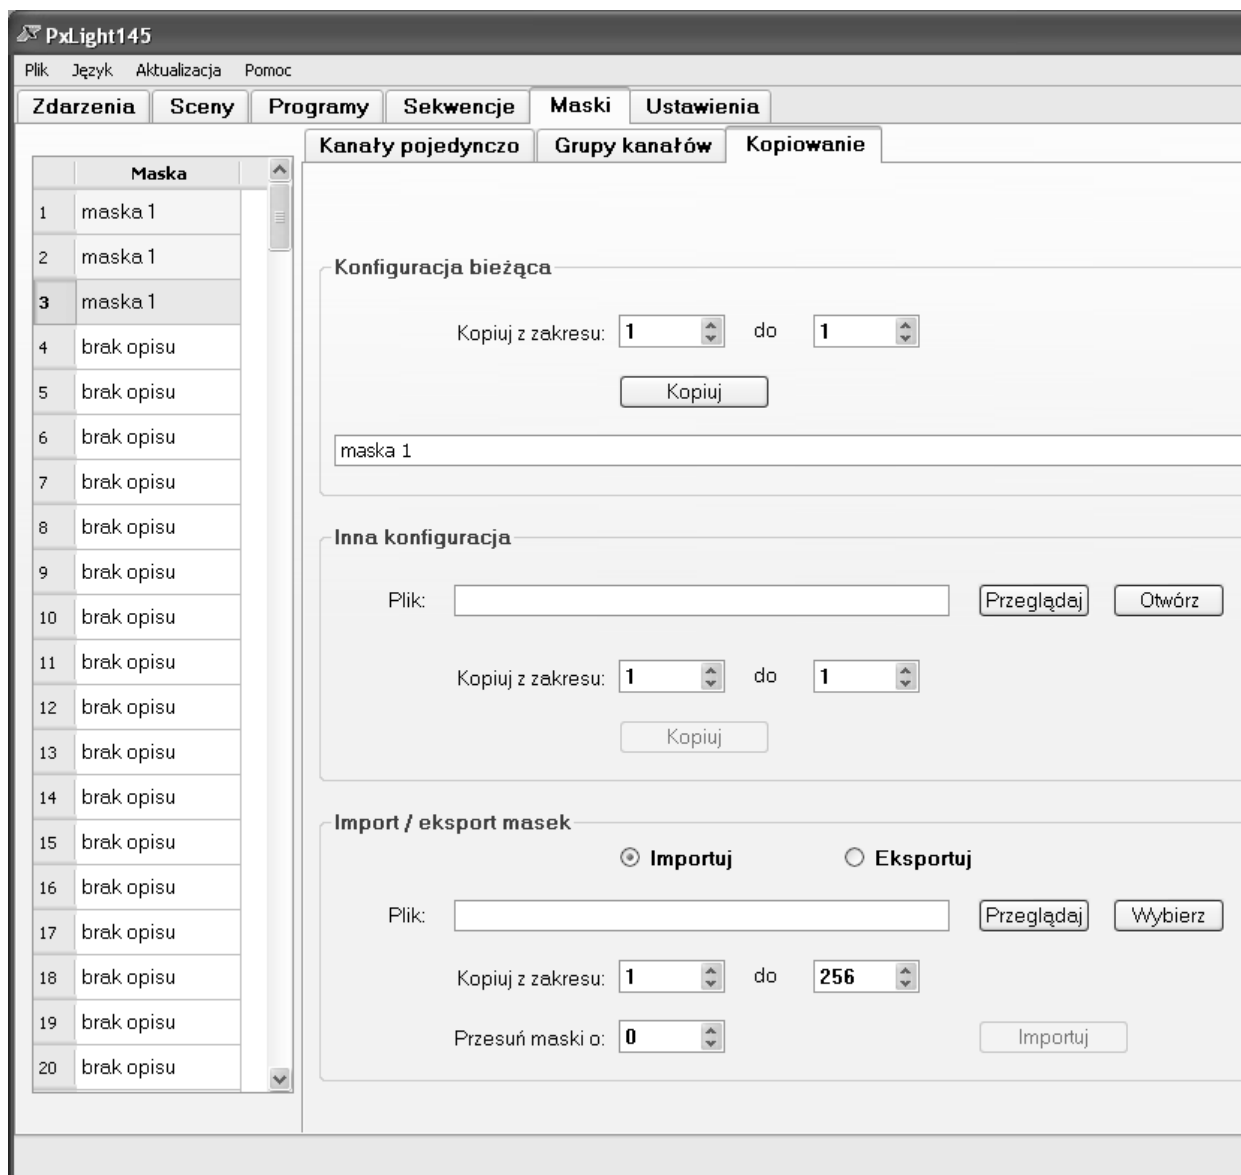 PxLight145
Plik Język Aktualizacja Pomoc
Zdarzenia Sceny Programy Sekwencje Maski Ustawienia
Kanały pojedynczo Grupy kanałów Kopiowanie
Maska
1 maska 1
2 maska 1
3 maska 1
4 brak opisu
5 brak opisu
6 brak opisu
7 brak opisu
8 brak opisu
9 brak opisu
10 brak opisu
11 brak opisu
12 brak opisu
13 brak opisu
14 brak opisu
15 brak opisu
16 brak opisu
17 brak opisu
18 brak opisu
19 brak opisu
20 brak opisu
Konfiguracja bieżąca
Kopiuj z zakresu: 1 do 1
Kopiuj
maska 1
Inna konfiguracja
Plik: Przeglądaj Otwórz
Kopiuj z zakresu: 1 do 1
Kopiuj
Import / eksport masek
Importuj Eksportuj
Plik: Przeglądaj Wybierz
Kopiuj z zakresu: 1 do 256
Przesuń maski o: 0 Importuj